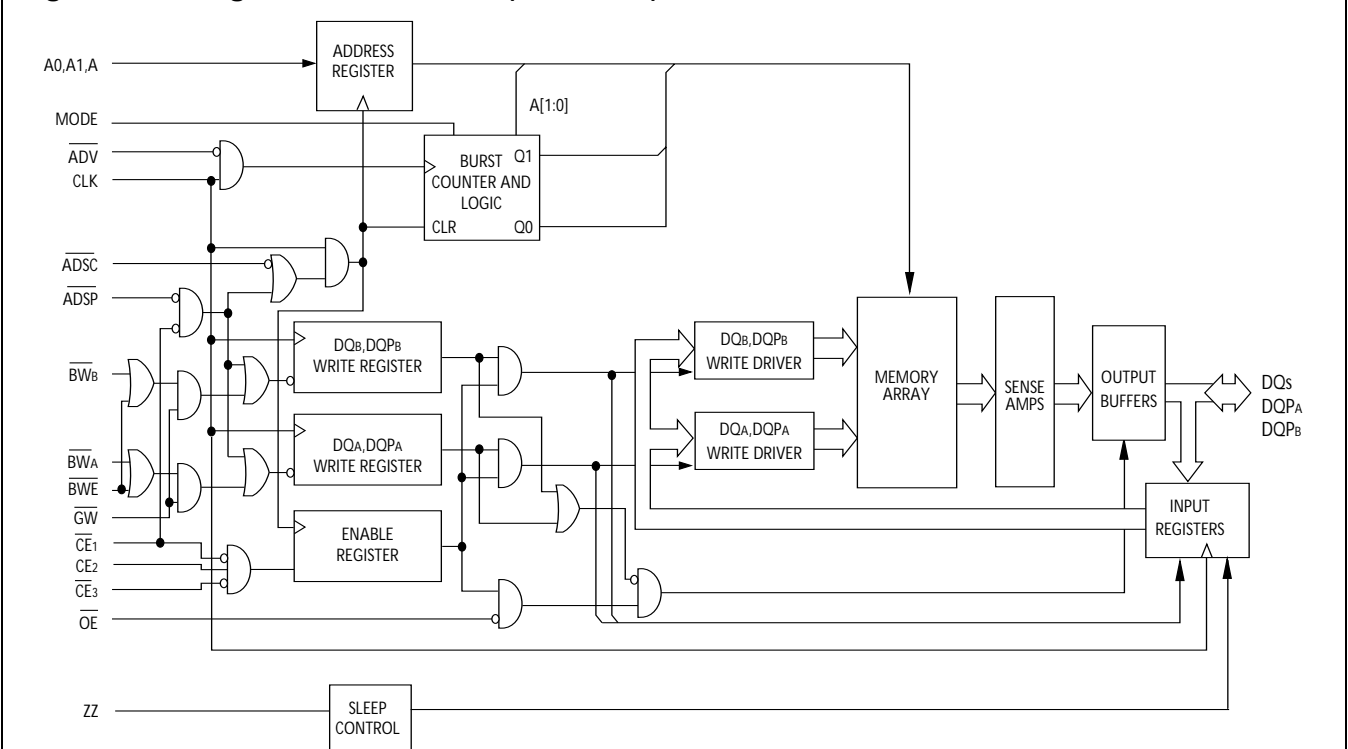 A0,A1,A
ADDRESS
REGISTER
MODE
A[1:0]
ADV
CLK
BURST
COUNTER AND
LOGIC
Q1
CLR
Q0
ADSC
ADSP
DQB,DQPB
WRITE REGISTER
DQB,DQPB
WRITE DRIVER
MEMORY
ARRAY
SENSE
AMPS
OUTPUT
BUFFERS
DQs
DQPA
DQPB
BWB
DQA,DQPA
WRITE REGISTER
DQA,DQPA
WRITE DRIVER
BWA
BWE
GW
CE1
CE2
CE3
ENABLE
REGISTER
INPUT
REGISTERS
OE
ZZ
SLEEP
CONTROL